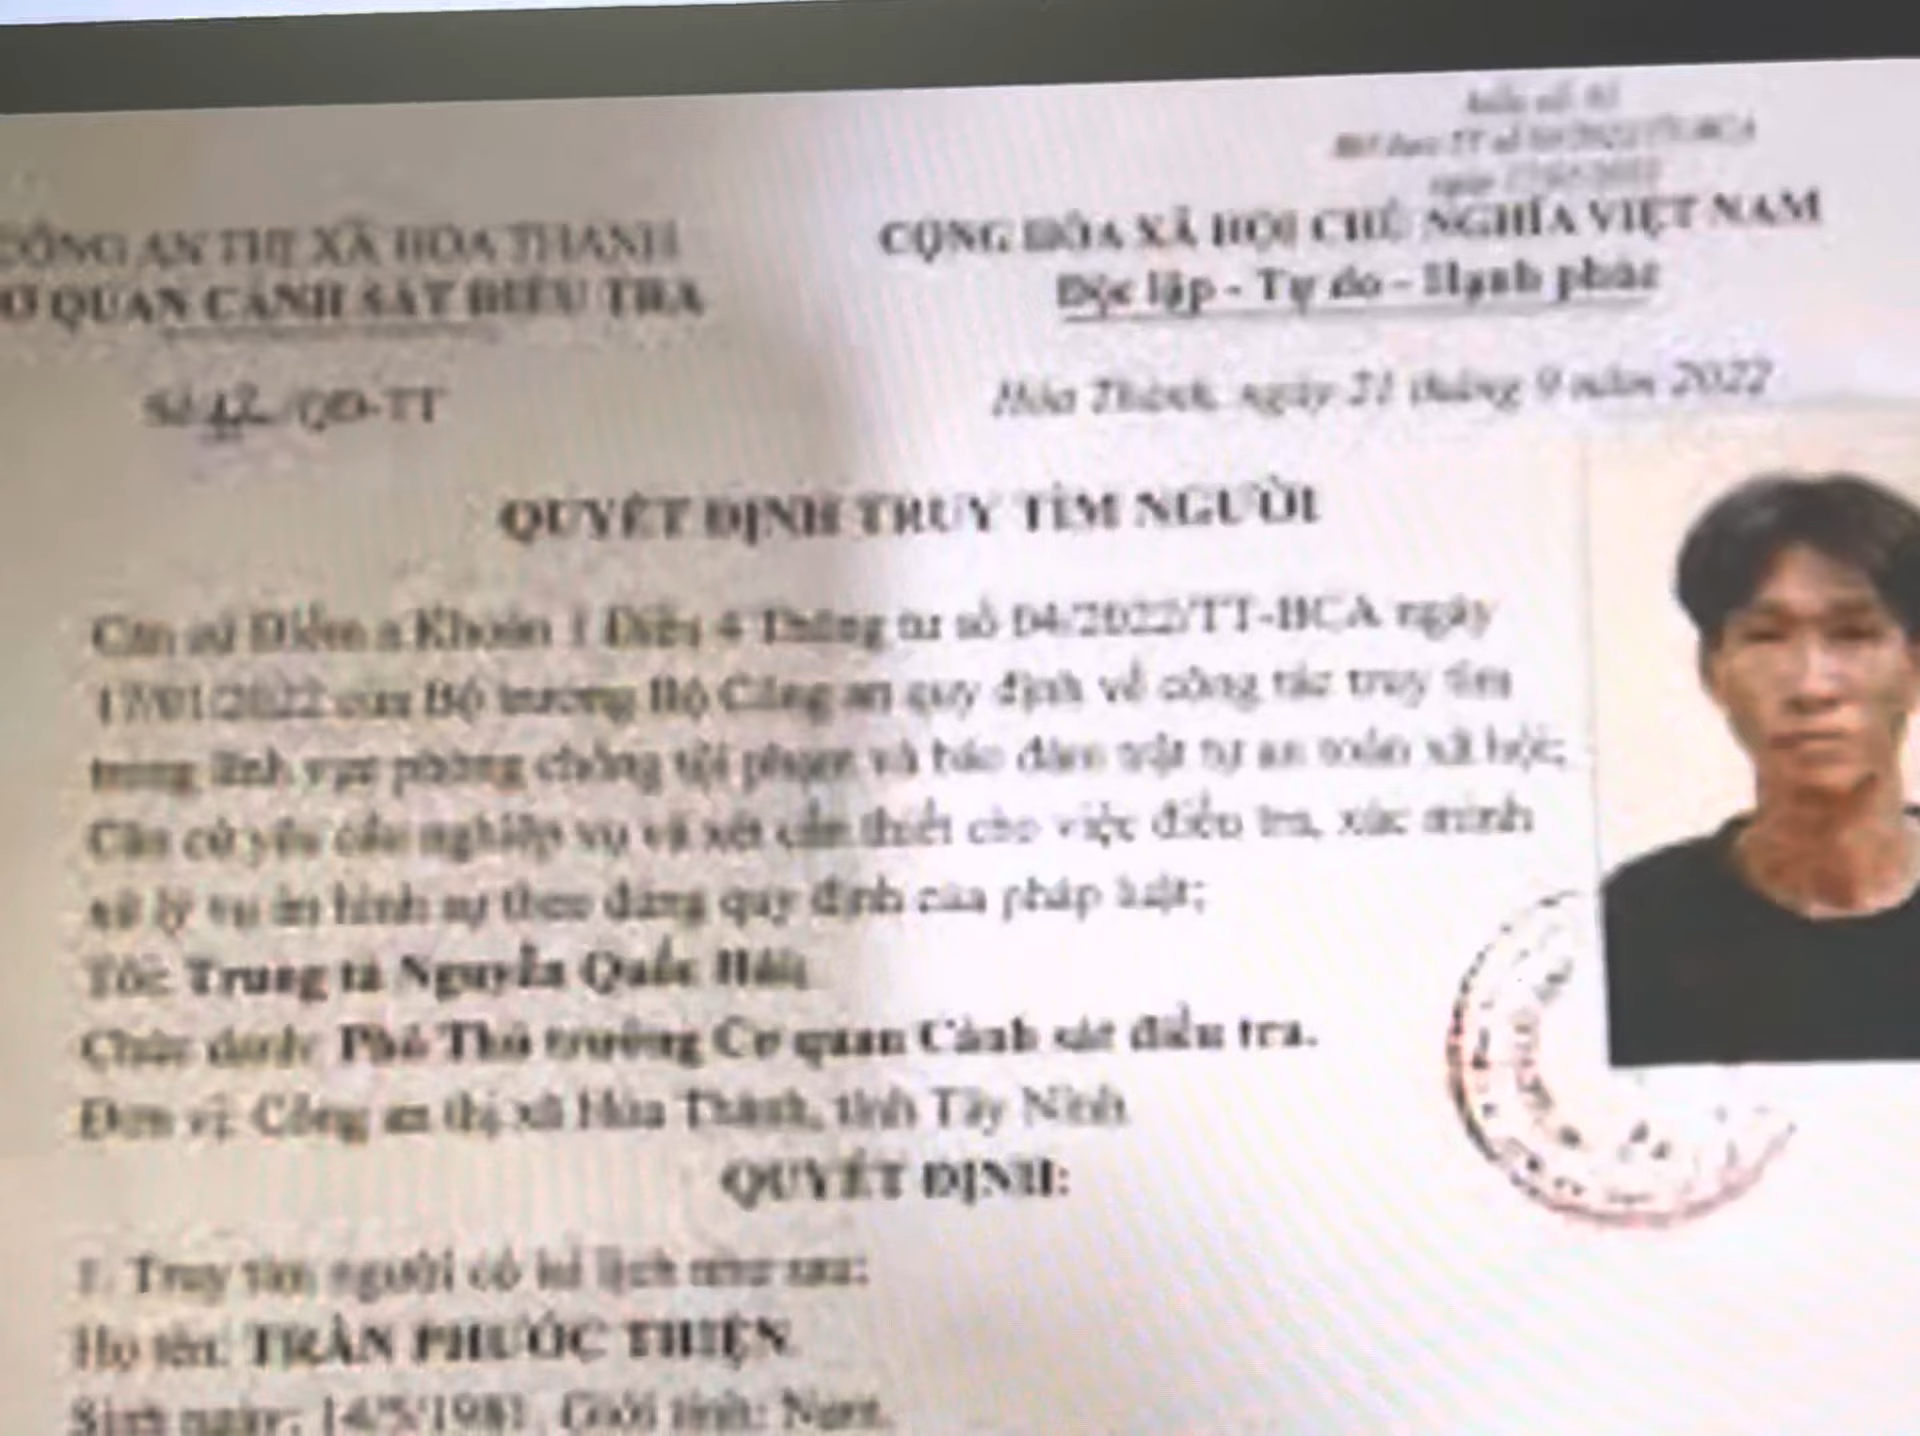 CÔNG AN THỊ XÃ HÒA THÀNH
CƠ QUAN CẢNH SÁT ĐIỀU TRA
CỘNG HÒA XÃ HỘI CHỦ NGHĨA VIỆT NAM
Độc lập - Tự do - Hạnh phúc
Số /QĐ-TT
Hòa Thành, ngày 21 tháng 9 năm 2022
QUYẾT ĐỊNH TRUY TÌM NGƯỜI
Căn cứ Điểm a Khoản 1 Điều 4 Thông tư số 04/2022/TT-BCA ngày
17/01/2022 của Bộ trưởng Bộ Công an quy định về công tác truy tìm
trong lĩnh vực phòng chống tội phạm và bảo đảm trật tự an toàn xã hội;
Căn cứ yêu cầu nghiệp vụ và xét cần thiết cho việc điều tra, xác minh
xử lý vụ án hình sự theo đúng quy định của pháp luật;
Tôi: Trung tá Nguyễn Quốc
Chức danh: Phó Thủ trưởng Cơ quan Cảnh sát điều tra.
Đơn vị: Công an thị xã Hòa Thành, tỉnh Tây Ninh
QUYẾT ĐỊNH:
1. Truy tìm người có lai lịch như sau:
Họ tên: TRẦN PHƯỚC THIỆN
Sinh ngày: 14/5/1981 Giới tính: Nam.